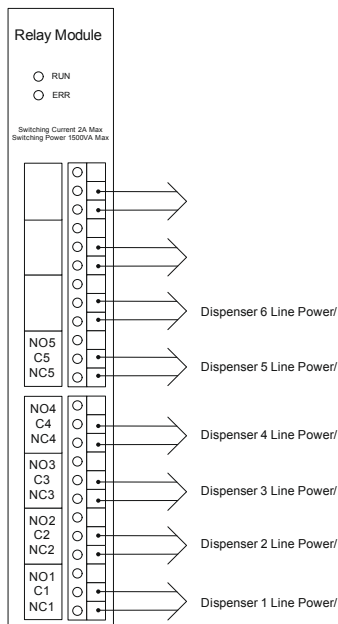 Relay Module
RUN
ERR
Switching Current 2A Max
Switching Power 1500VA Max
Dispenser 6 Line Power/
NO5
C5
NC5
Dispenser 5 Line Power/
NO4
C4
NC4
Dispenser 4 Line Power/
NO3
C3
NC3
Dispenser 3 Line Power/
NO2
C2
NC2
Dispenser 2 Line Power/
NO1
C1
NC1
Dispenser 1 Line Power/